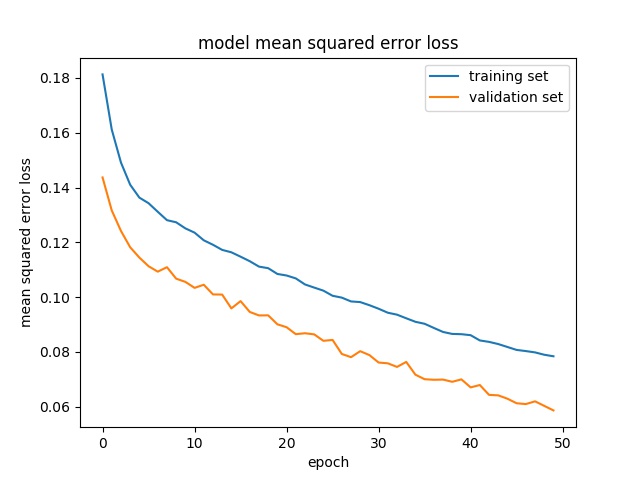 model mean squared error loss
training set
validation set
mean squared error loss
0.18
0.16
0.14
0.12
0.10
0.08
0.06
0 10 20 30 40 50
epoch